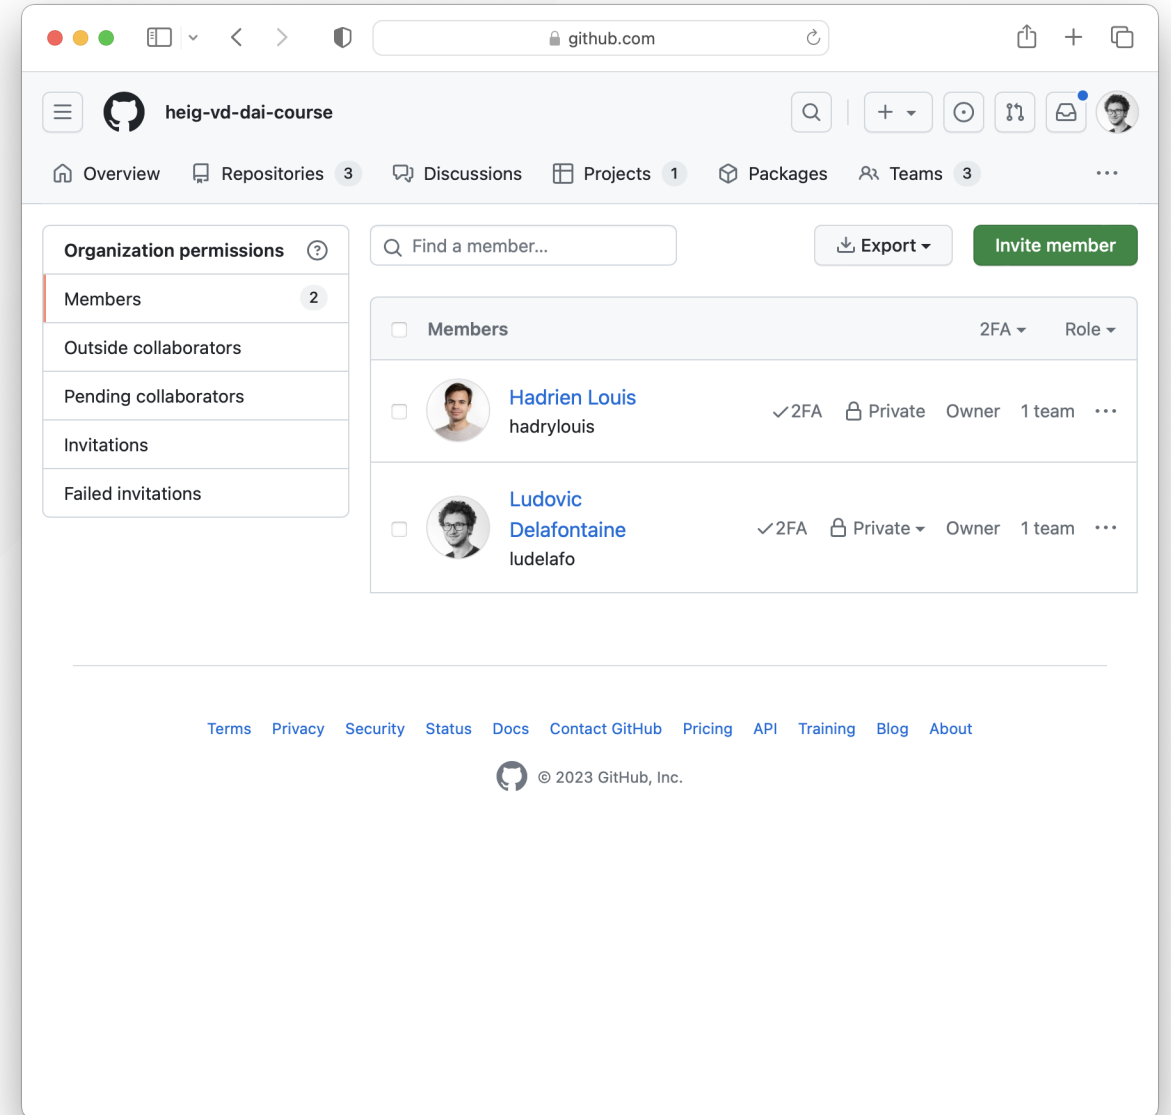 github.com
heig-vd-dai-course
Overview Repositories 3 Discussions Projects 1 Packages Teams 3
Organization permissions
Members 2
Outside collaborators
Pending collaborators
Invitations
Failed invitations
Find a member...
Export
Invite member
Members 2FA Role
Hadrien Louis
hadrylouis
2FA Private Owner 1 team
Ludovic
Delafontaine
ludelafo
2FA Private Owner 1 team
Terms Privacy Security Status Docs Contact GitHub Pricing API Training Blog About
© 2023 GitHub, Inc.